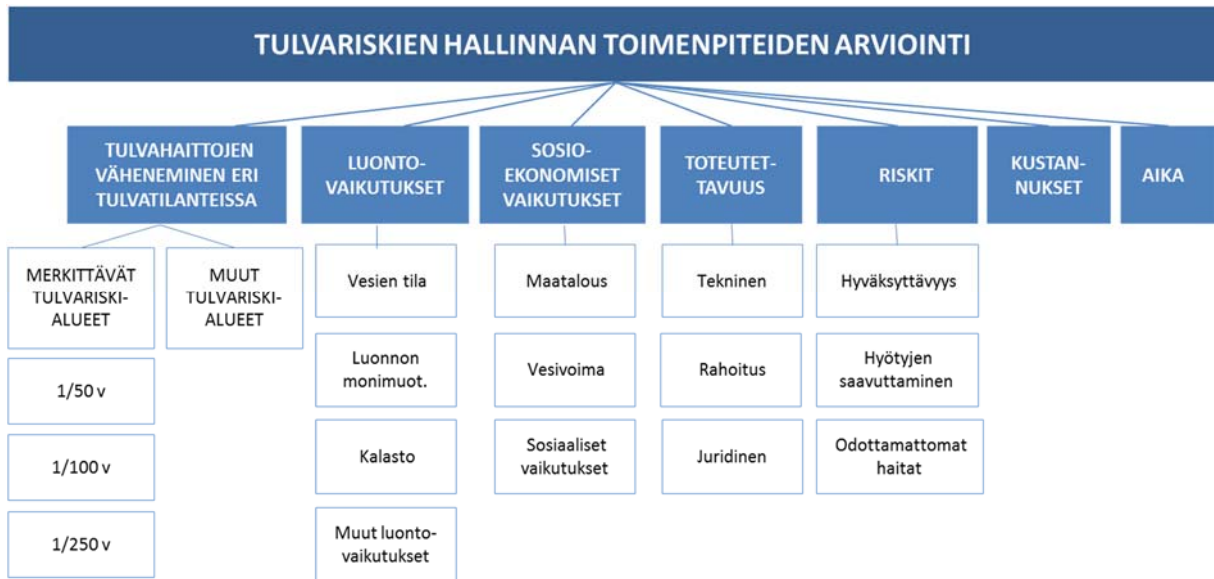 TULVARISKIEN HALLINNAN TOIMENPITEIDEN ARVIOINTI
TULVAHAITTOJEN
VÄHENEMINEN ERI
TULVATILANTEISSA
LUONTO-
VAIKUTUKSET
SOSIO-
EKONOMISET
VAIKUTUKSET
TOTEUTET-
TAVUUS
RISKIT
KUSTAN-
NUKSET
AIKA
MERKITTÄVÄT
TULVARISKI-
ALUEET
1/50 v
1/100 v
1/250 v
MUUT
TULVARISKI-
ALUEET
Vesien tila
Luonnon
monimuot.
Kalasto
Muut luonto-
vaikutukset
Maatalous
Vesivoima
Sosiaaliset
vaikutukset
Tekninen
Rahoitus
Juridinen
Hyväksyttävyys
Hyötyjen
saavuttaminen
Odottamattomat
haitat